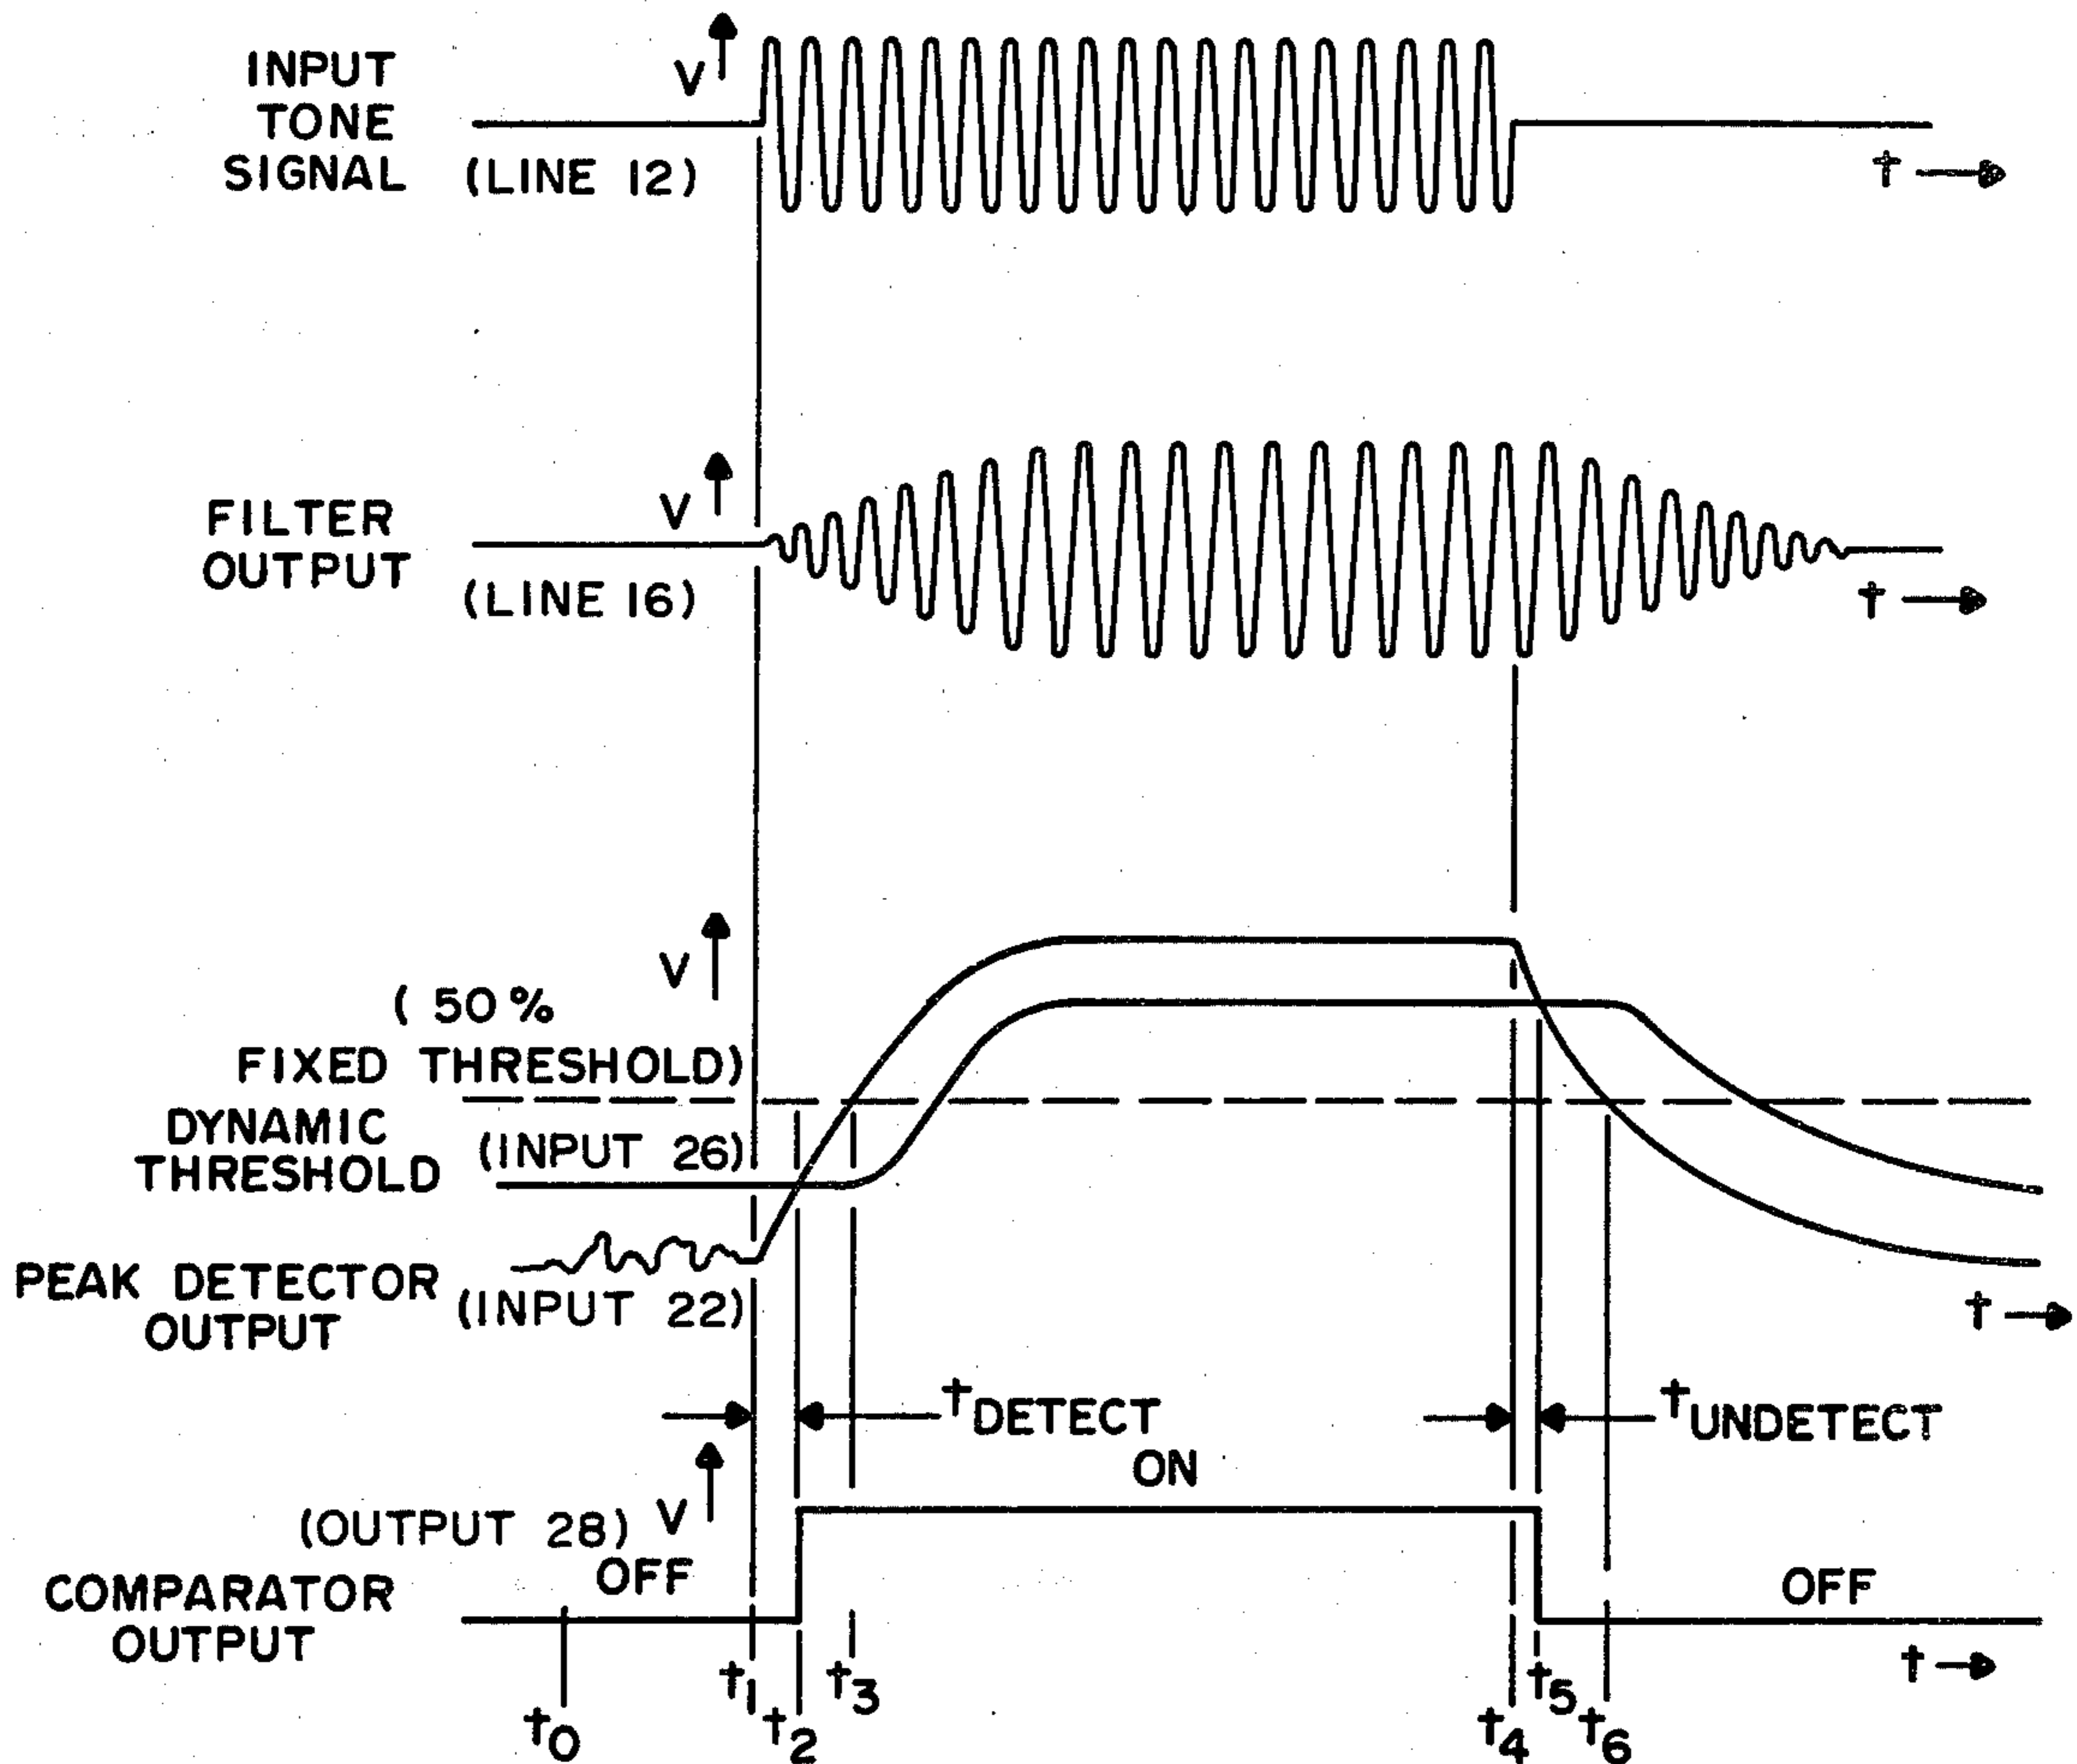 INPUT
TONE
SIGNAL
(LINE 12)
V
t
FILTER
OUTPUT
(LINE 16)
V
t
V
( 50%
FIXED THRESHOLD)
DYNAMIC
THRESHOLD
(INPUT 26)
PEAK DETECTOR
OUTPUT
(INPUT 22)
t
tDETECT
tUNDETECT
ON
(OUTPUT 28)
V
OFF
OFF
COMPARATOR
OUTPUT
t
t0
t1
t2
t3
t4
t5
t6